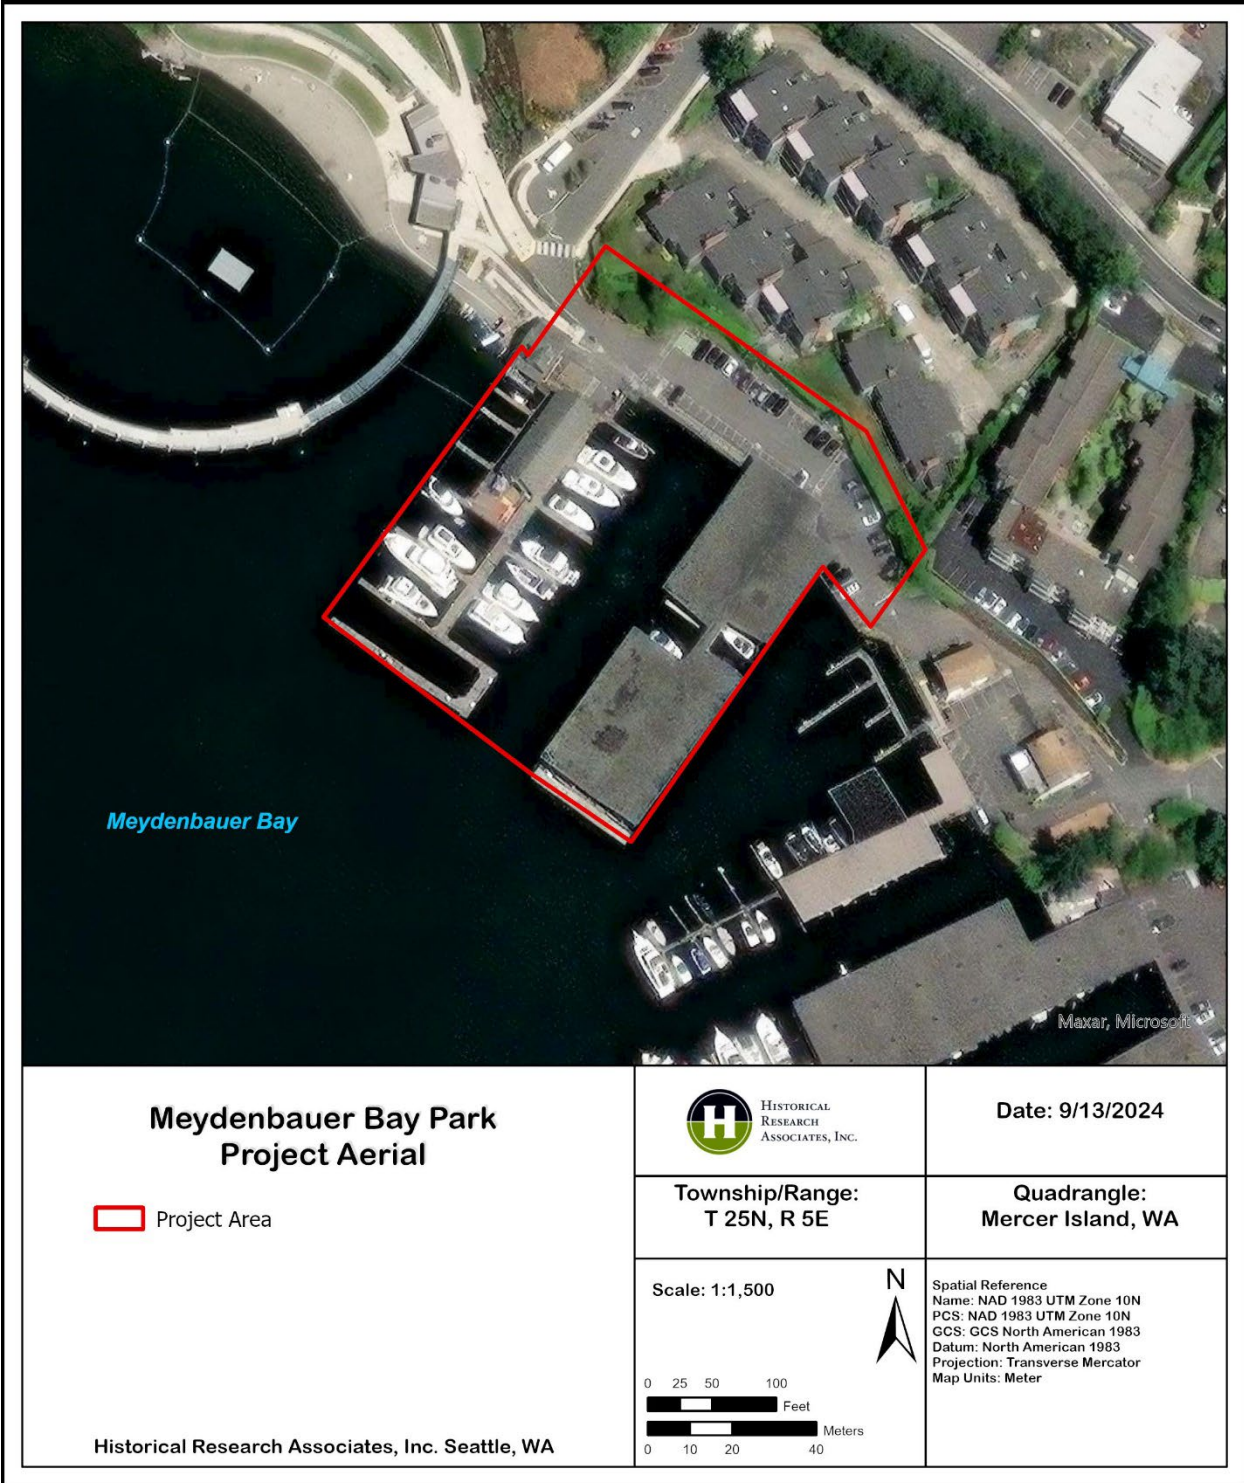 Meydenbauer Bay
Maxar, Microsoft
Meydenbauer Bay Park
Project Aerial
Project Area
Historical Research Associates, Inc. Seattle, WA
H
HISTORICAL
RESEARCH
ASSOCIATES, INC.
Date: 9/13/2024
Township/Range:
T 25N, R 5E
Quadrangle:
Mercer Island, WA
Scale: 1:1,500
N
0 25 50 100
Feet
Meters
0 10 20 40
Spatial Reference
Name: NAD 1983 UTM Zone 10N
PCS: NAD 1983 UTM Zone 10N
GCS: GCS North American 1983
Datum: North American 1983
Projection: Transverse Mercator
Map Units: Meter